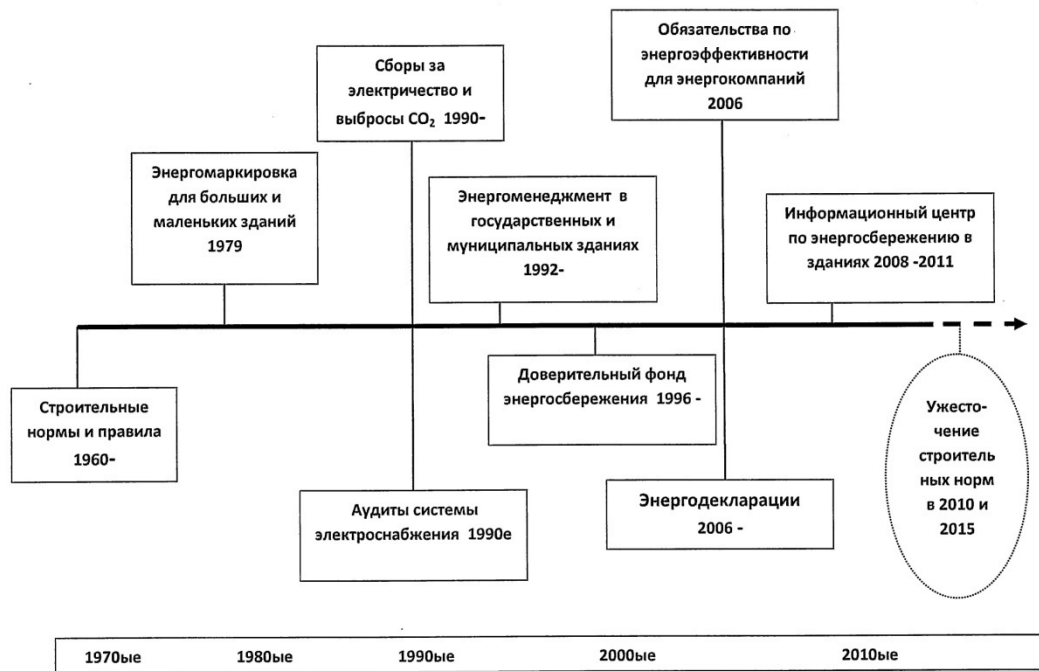 Обязательства по
энергоэффективности
для энергокомпаний
2006
Сборы за
электричество и
выбросы CO₂ 1990-
Энергомаркировка
для больших и
маленьких зданий
1979
Энергоменеджмент в
государственных и
муниципальных зданиях
1992-
Информационный центр
по энергосбережению в
зданиях 2008 -2011
Строительные
нормы и правила
1960-
Доверительный фонд
энергосбережения 1996 -
Аудиты системы
электроснабжения 1990е
Энергодекларации
2006 -
Ужесто-
чение
строитель
ных норм
в 2010 и
2015
1970ые 1980ые 1990ые 2000ые 2010ые